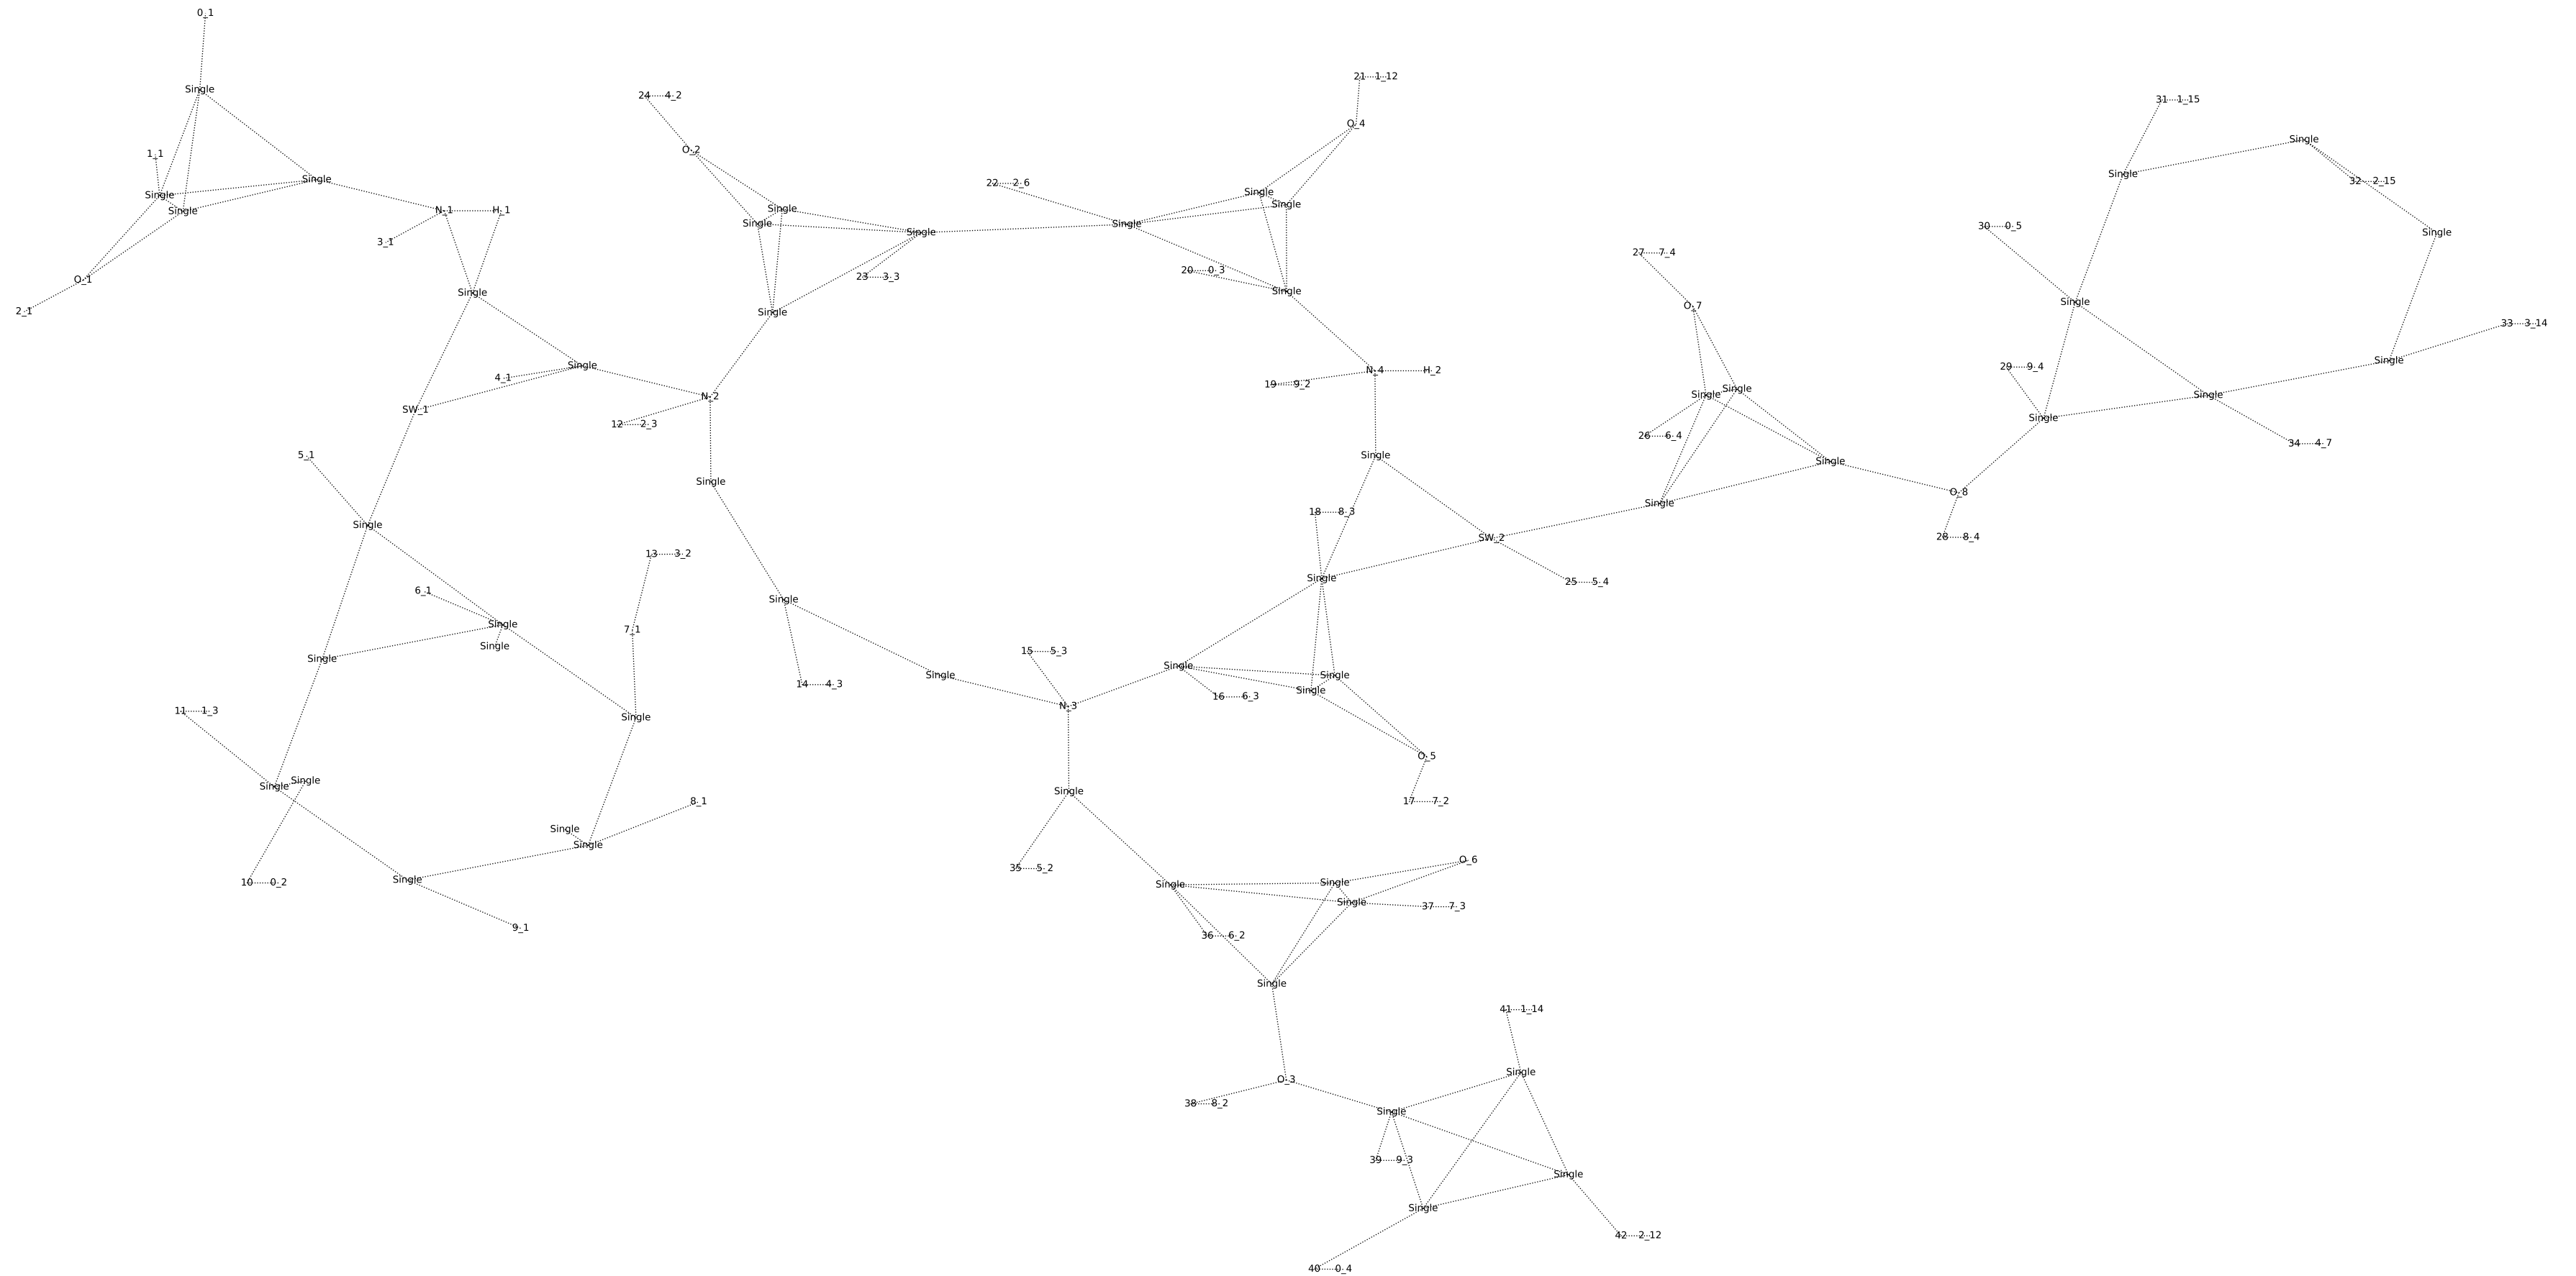 0_1
Single
24 4_2
21 1_12
31 1_15
O_4
Single
O_2
1_1
Single
Single
32 2_15
Single
22 2_6
Single
Single
Single
Single
N_1 H_1
Single
Single
Single
Single
30 0_5
Single
3_1
27 7_4
20 0_3
23 3_3
O_1
Single
Single
Single
O_7
2_1
Single
33 3_14
Single
Single
29 9_4
N_4 H_2
4_1
19 9_2
Single
Single
N_2
Single
SW_1
Single
12 2_3
26 6_4
34 4_7
5_1
Single
Single
Single
O_8
Single
18 8_3
Single
28 8_4
SW_2
13 3_2
Single
25 5_4
6_1
Single
Single
7_1
Single
15 5_3
Single
Single
Single
Single
16 6_3
14 4_3
Single
N_3
11 1_3
Single
O_5
Single
Single
Single
8_1
17 7_2
Single
Single
O_6
35 5_2
Single
10 0_2
Single
Single
Single
37 7_3
9_1
36 6_2
Single
41 1_14
Single
O_3
38 8_2
Single
39 9_3
Single
Single
42 2_12
40 0_4